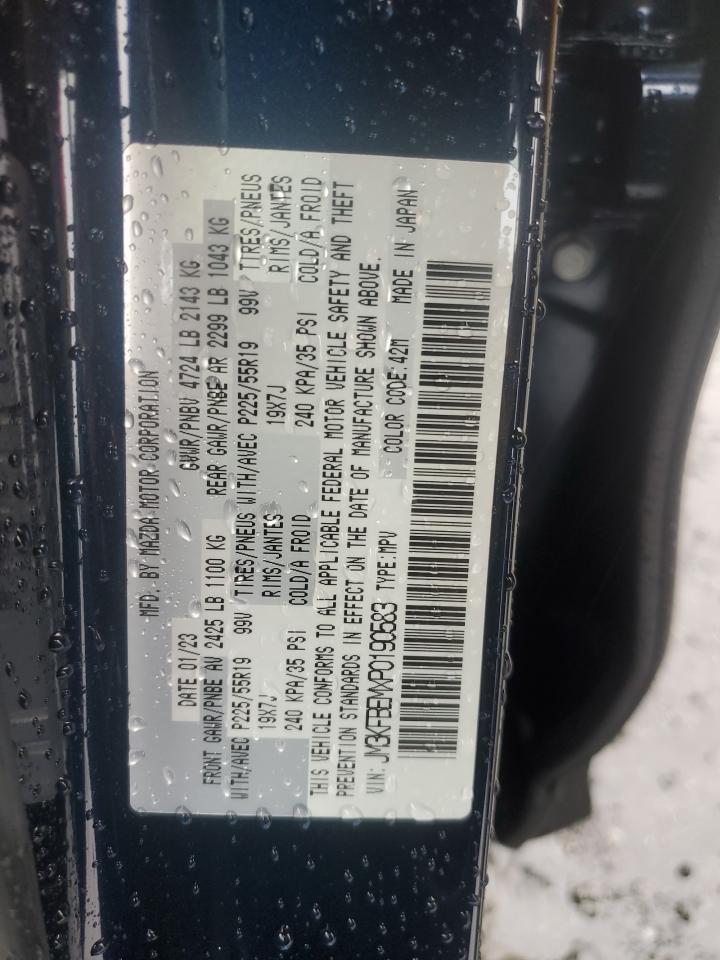 MFD. BY MAZDA MOTOR CORPORATION
DATE 01/23 GVWR/PNBV 4724 LB 2143 KG
FRONT GAWR/PNBE AV 2425 LB 1100 KG REAR GAWR/PNBE AR 2299 LB 1043 KG
WITH/AVEC P225/55R19 99V TIRES/PNEUS WITH/AVEC P225/55R19 99V TIRES/PNEUS
19X7J RIMS/JANTES 19X7J RIMS/JANTES
240 KPA/35 PSI COLD/A FROID 240 KPA/35 PSI COLD/A FROID
THIS VEHICLE CONFORMS TO ALL APPLICABLE FEDERAL MOTOR VEHICLE SAFETY AND THEFT
PREVENTION STANDARDS IN EFFECT ON THE DATE OF MANUFACTURE SHOWN ABOVE.
VIN: JM3KFBEMXP0190583 TYPE:MPV COLOR CODE:42M MADE IN JAPAN